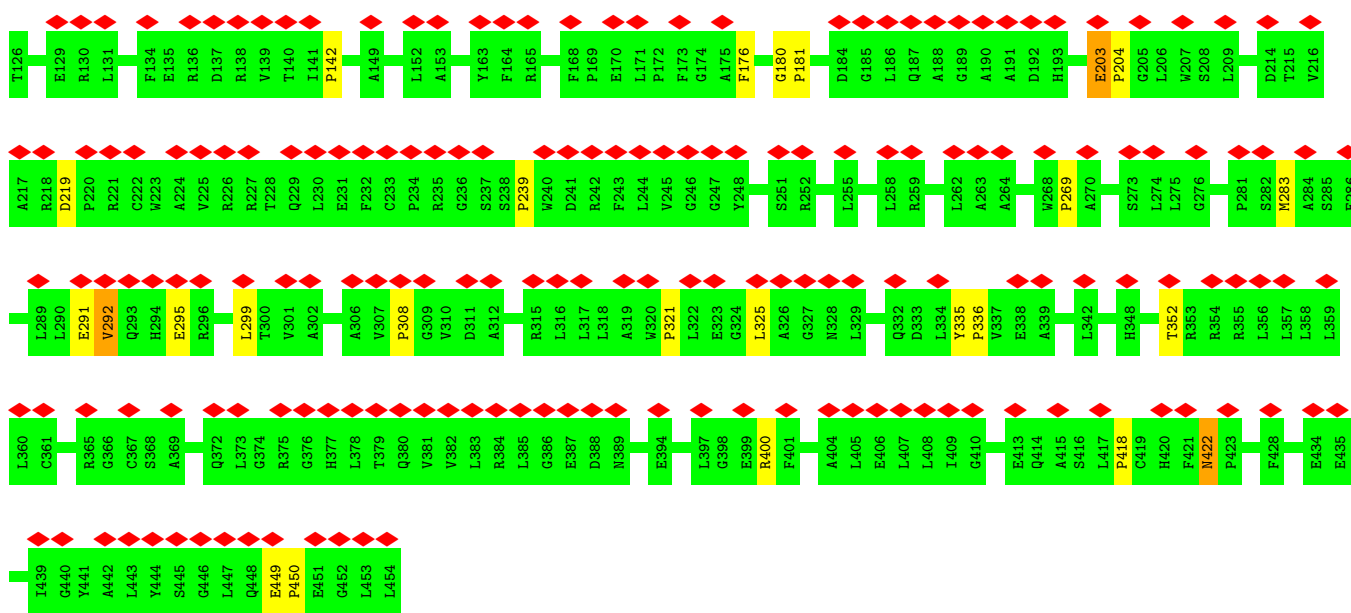 T126 E129 R130 L131 F134 E135 R136 D137 R138 V139 T140 I141 P142 A149 L152 A153 Y163 F164 R165 F168 P169 E170 L171 P172 F173 G174 A175 F176 G180 P181 D184 G185 L186 Q187 A188 G189 A190 A191 D192 H193 E203 P204 G205 L206 W207 S208 L209 D214 T215 V216
A217 R218 D219 P220 R221 C222 W223 A224 V225 R226 R227 T228 Q229 L230 E231 F232 C233 P234 R235 G236 S237 S238 P239 W240 D241 R242 F243 L244 V245 G246 G247 Y248 S251 R252 L255 L258 R259 L262 A263 A264 W268 P269 A270 S273 L274 L275 G276 P281 S282 M283 A284 S285 E286
L289 L290 E291 V292 Q293 H294 E295 R296 L299 T300 V301 A302 A306 V307 P308 G309 V310 D311 A312 R315 L316 L317 L318 A319 W320 P321 L322 E323 G324 L325 A326 G327 N328 L329 Q332 D333 L334 Y335 P336 V337 E338 A339 L342 H348 T352 R353 R354 R355 L356 L357 L358 L359
L360 C361 R365 G366 C367 S368 A369 Q372 L373 G374 R375 G376 H377 L378 T379 Q380 V381 V382 L383 R384 L385 G386 E387 D388 N389 E394 L397 G398 E399 R400 F401 A404 L405 E406 L407 L408 I409 G410 E413 Q414 A415 S416 L417 P418 C419 H420 F421 N422 P423 F428 E434 E435
I439 G440 Y441 A442 L443 Y444 S445 G446 L447 Q448 E449 P450 E451 G452 L453 L454